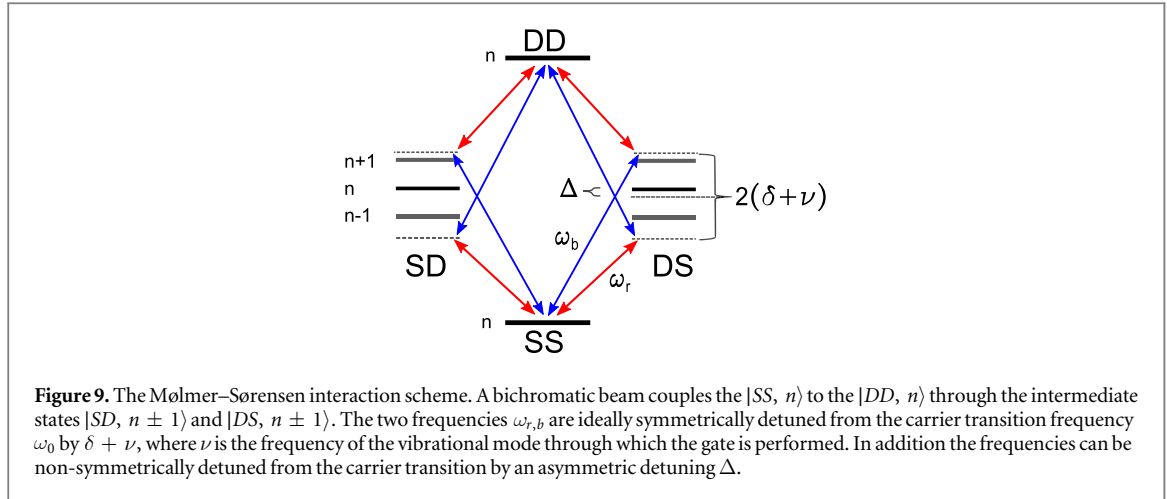 DD
n
n+1
n
n-1
Δ
2(δ+ν)
ω_b
SD
DS
ω_r
n
SS
Figure 9. The Mølmer–Sørensen interaction scheme. A bichromatic beam couples the |SS, n⟩ to the |DD, n⟩ through the intermediate
states |SD, n ± 1⟩ and |DS, n ± 1⟩. The two frequencies ω_{r,b} are ideally symmetrically detuned from the carrier transition frequency
ω_0 by δ + ν, where ν is the frequency of the vibrational mode through which the gate is performed. In addition the frequencies can be
non-symmetrically detuned from the carrier transition by an asymmetric detuning Δ.